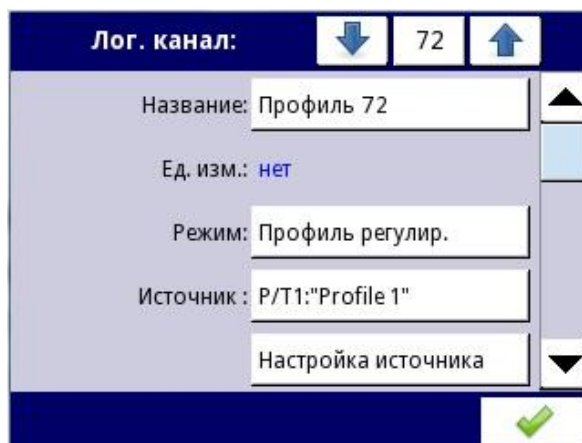 Лог. канал: 72
Название: Профиль 72
Ед. изм.: нет
Режим: Профиль регулир.
Источник : P/T1:"Profile 1"
Настройка источника